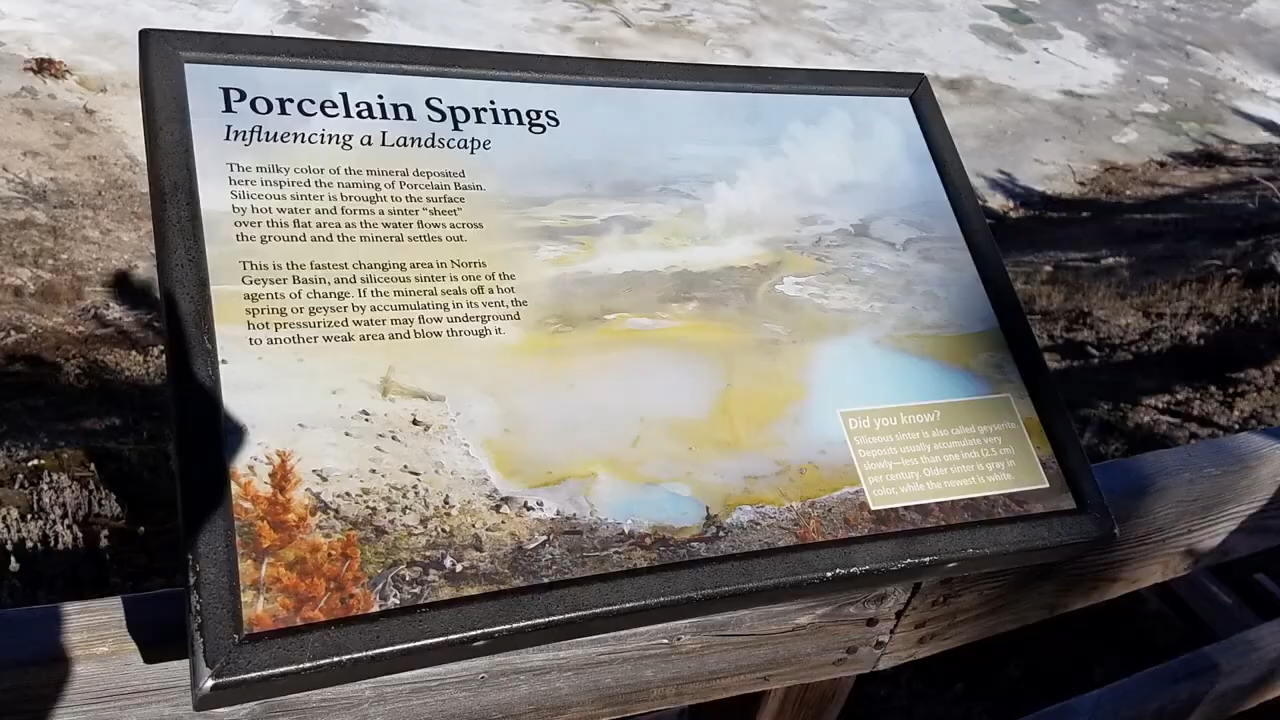 Porcelain Springs
Influencing a Landscape
The milky color of the mineral deposited
here inspired the naming of Porcelain Basin.
Siliceous sinter is brought to the surface
by hot water and forms a sinter “sheet”
over this flat area as the water flows across
the ground and the mineral settles out.
This is the fastest changing area in Norris
Geyser Basin, and siliceous sinter is one of the
agents of change. If the mineral seals off a hot
spring or geyser by accumulating in its vent, the
hot pressurized water may flow underground
to another weak area and blow through it.
Did you know?
Siliceous sinter is also called geyserite.
Deposits usually accumulate very
slowly—less than one inch (2.5 cm)
per century. Older sinter is gray in
color, while the newest is white.